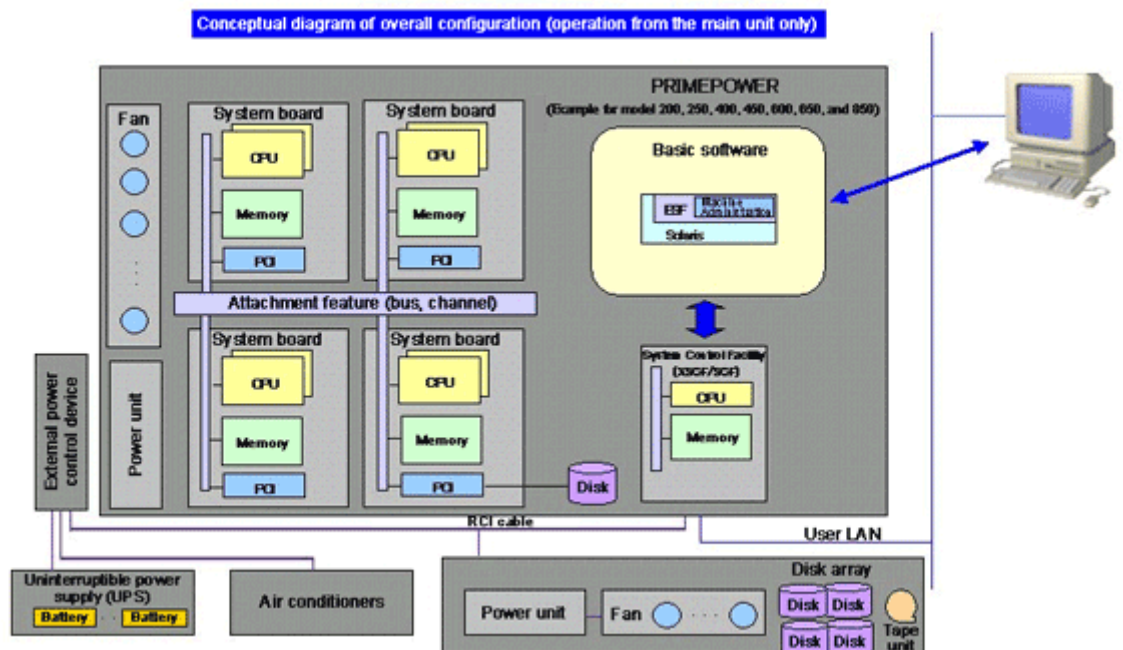 Conceptual diagram of overall configuration (operation from the main unit only)
PRIMEPOWER
(Example for model 200, 250, 400, 450, 600, 650, and 850)
Fan
System board
CPU
Memory
PCI
System board
CPU
Memory
PCI
Basic software
ESF
Machine
Administration
Solaris
Attachment feature (bus, channel)
System board
CPU
Memory
PCI
System board
CPU
Memory
PCI
System Control Facility
(XSCF/SCF)
CPU
Memory
Disk
External power
control device
Power unit
RCI cable
User LAN
Uninterruptible power
supply (UPS)
Battery
Battery
Air conditioners
Disk array
Power unit
Fan
Disk
Disk
Disk
Disk
Tape
unit